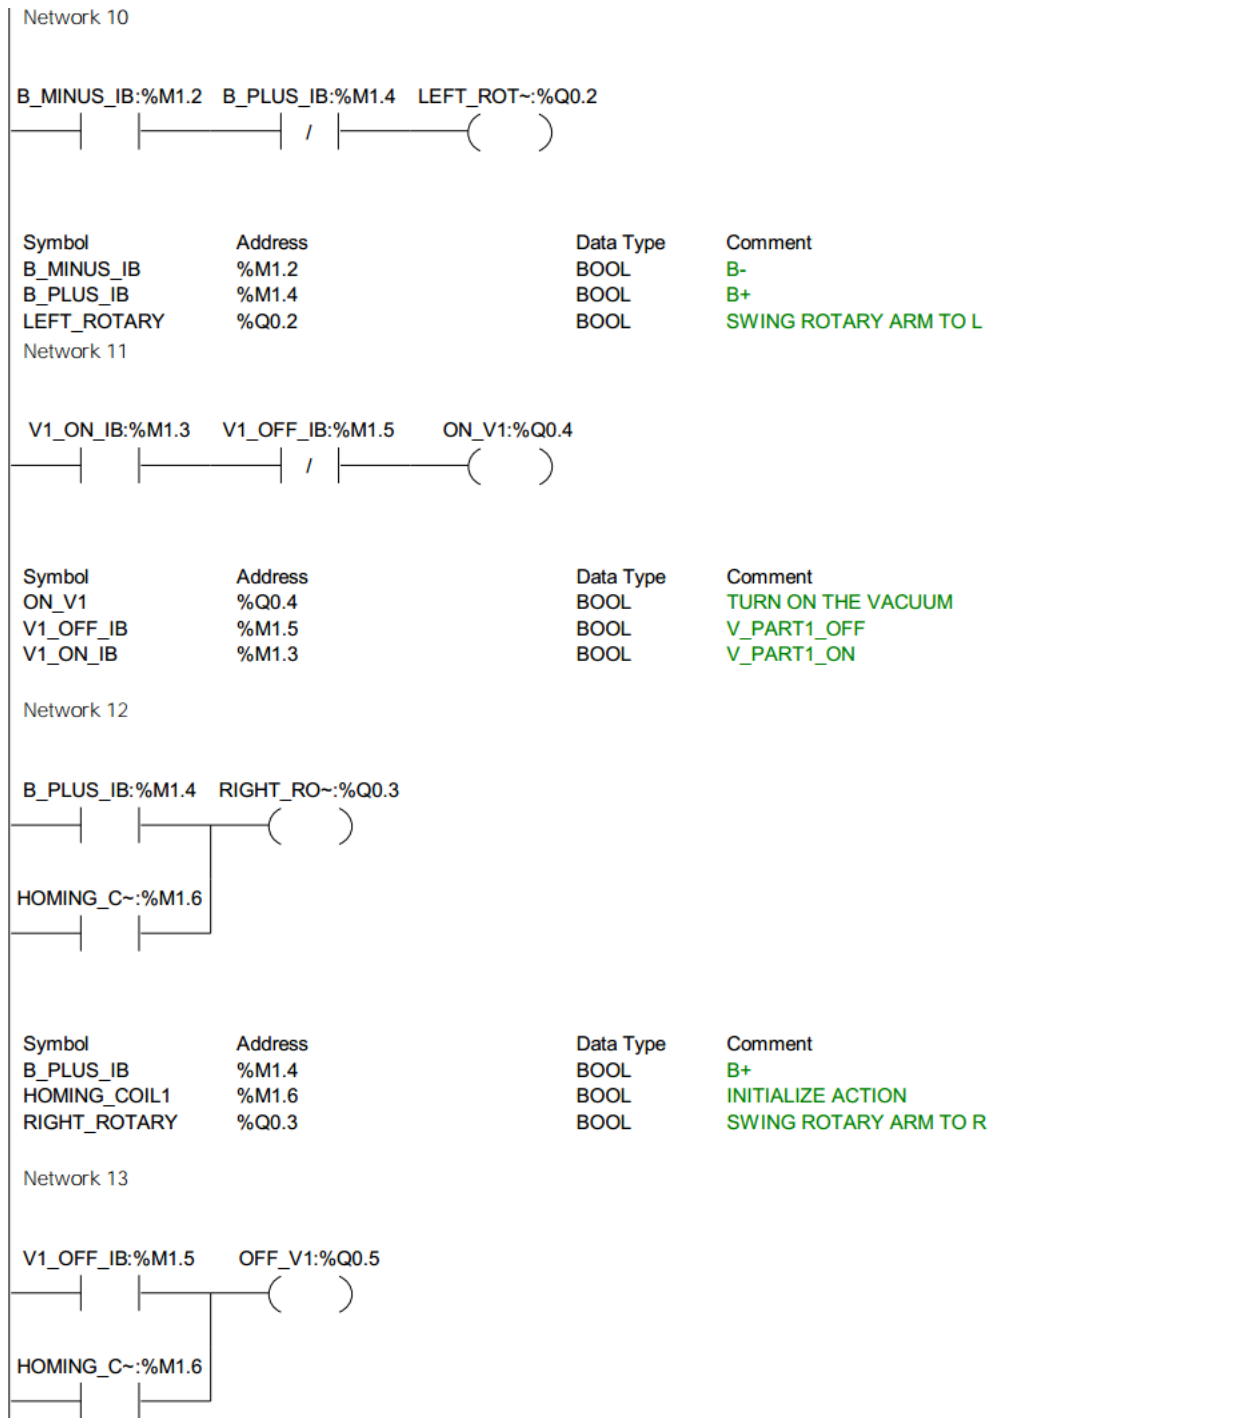 Network 10
B_MINUS_IB:%M1.2 B_PLUS_IB:%M1.4 LEFT_ROT~:%Q0.2
/
Symbol Address Data Type Comment
B_MINUS_IB %M1.2 BOOL B-
B_PLUS_IB %M1.4 BOOL B+
LEFT_ROTARY %Q0.2 BOOL SWING ROTARY ARM TO L
Network 11
V1_ON_IB:%M1.3 V1_OFF_IB:%M1.5 ON_V1:%Q0.4
/
Symbol Address Data Type Comment
ON_V1 %Q0.4 BOOL TURN ON THE VACUUM
V1_OFF_IB %M1.5 BOOL V_PART1_OFF
V1_ON_IB %M1.3 BOOL V_PART1_ON
Network 12
B_PLUS_IB:%M1.4 RIGHT_RO~:%Q0.3
HOMING_C~:%M1.6
Symbol Address Data Type Comment
B_PLUS_IB %M1.4 BOOL B+
HOMING_COIL1 %M1.6 BOOL INITIALIZE ACTION
RIGHT_ROTARY %Q0.3 BOOL SWING ROTARY ARM TO R
Network 13
V1_OFF_IB:%M1.5 OFF_V1:%Q0.5
HOMING_C~:%M1.6